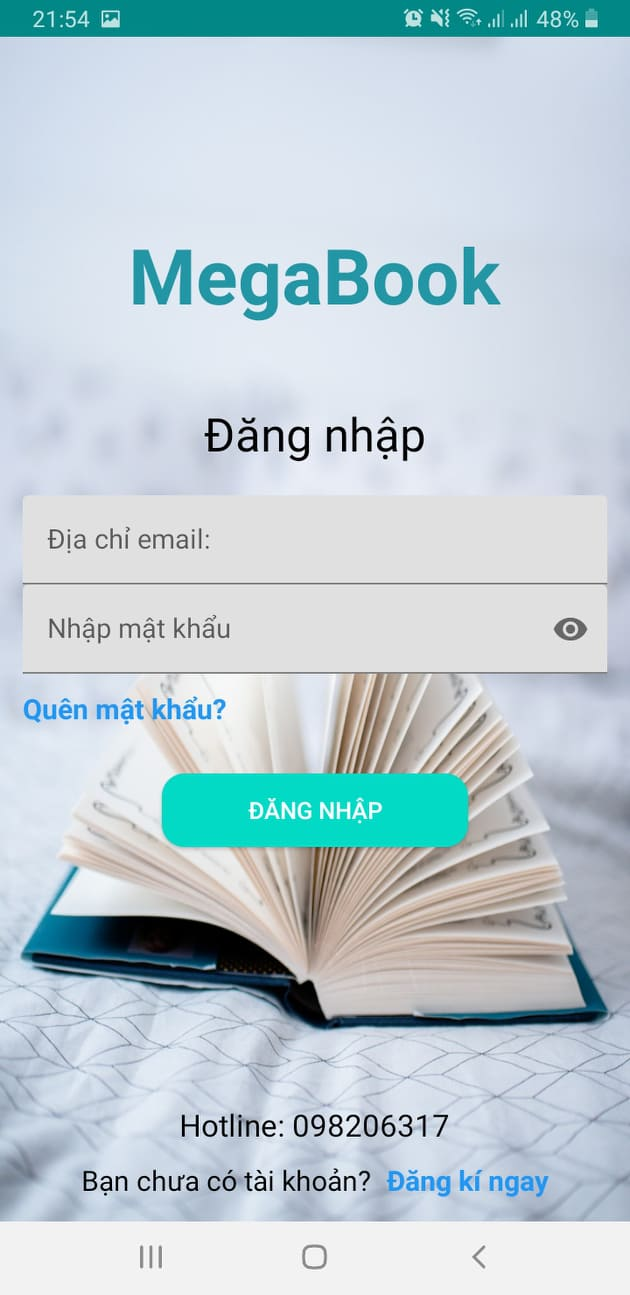 21:54
48%
MegaBook
Đăng nhập
Địa chỉ email:
Nhập mật khẩu
Quên mật khẩu?
ĐĂNG NHẬP
Hotline: 098206317
Bạn chưa có tài khoản? Đăng kí ngay